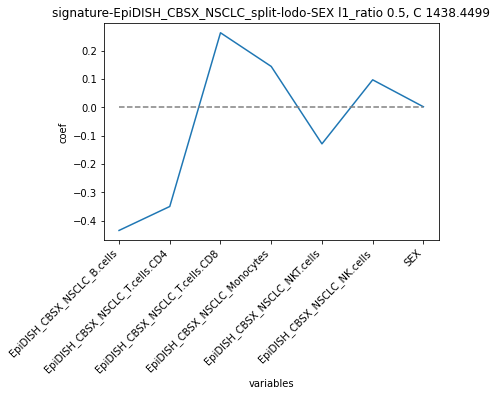 signature-EpiDISH_CBSX_NSCLC_split-lodo-SEX l1_ratio 0.5, C 1438.4499
0.2
0.1
0.0
−0.1
−0.2
−0.3
−0.4
coef
EpiDISH_CBSX_NSCLC_B.cells
EpiDISH_CBSX_NSCLC_T.cells.CD4
EpiDISH_CBSX_NSCLC_T.cells.CD8
EpiDISH_CBSX_NSCLC_Monocytes
EpiDISH_CBSX_NSCLC_NKT.cells
EpiDISH_CBSX_NSCLC_NK.cells
SEX
variables